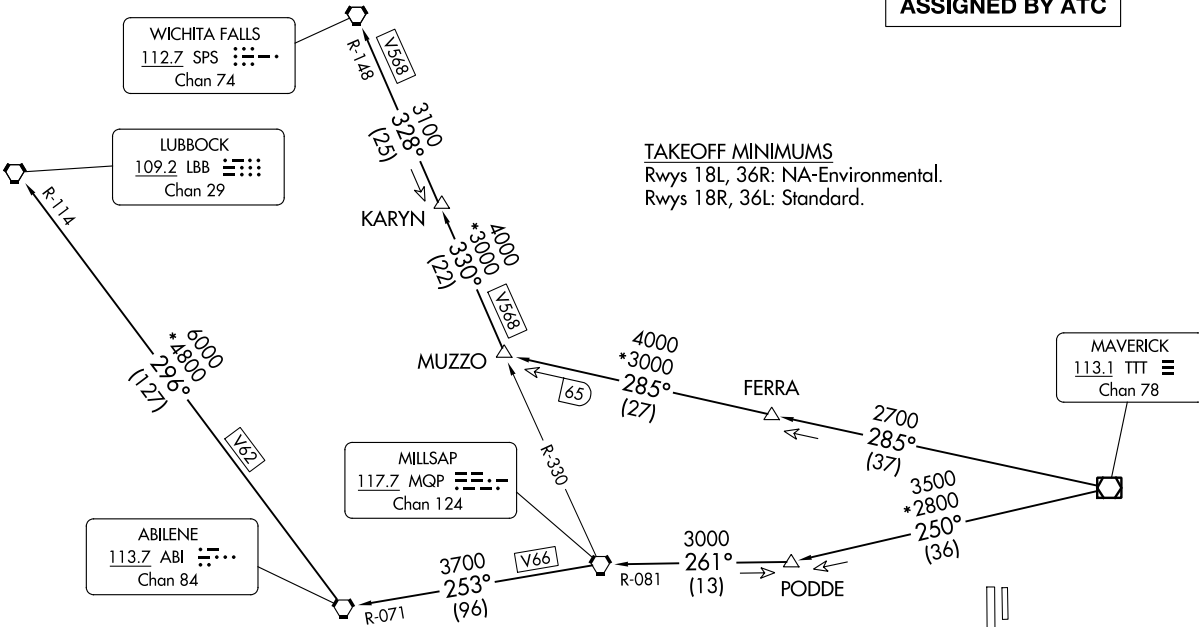 ASSIGNED BY ATC
WICHITA FALLS
112.7 SPS
Chan 74
R-148
V568
3100
328°
(25)
LUBBOCK
109.2 LBB
Chan 29
R-114
TAKEOFF MINIMUMS
Rwys 18L, 36R: NA-Environmental.
Rwys 18R, 36L: Standard.
KARYN
4000
*3000
330°
(22)
V568
6000
*4800
296°
(127)
V62
MUZZO
65
4000
*3000
285°
(27)
FERRA
MAVERICK
113.1 TTT
Chan 78
2700
285°
(37)
R-330
MILLSAP
117.7 MQP
Chan 124
3500
*2800
250°
(36)
ABILENE
113.7 ABI
Chan 84
3700
253°
(96)
V66
R-071
R-081
3000
261°
(13)
PODDE